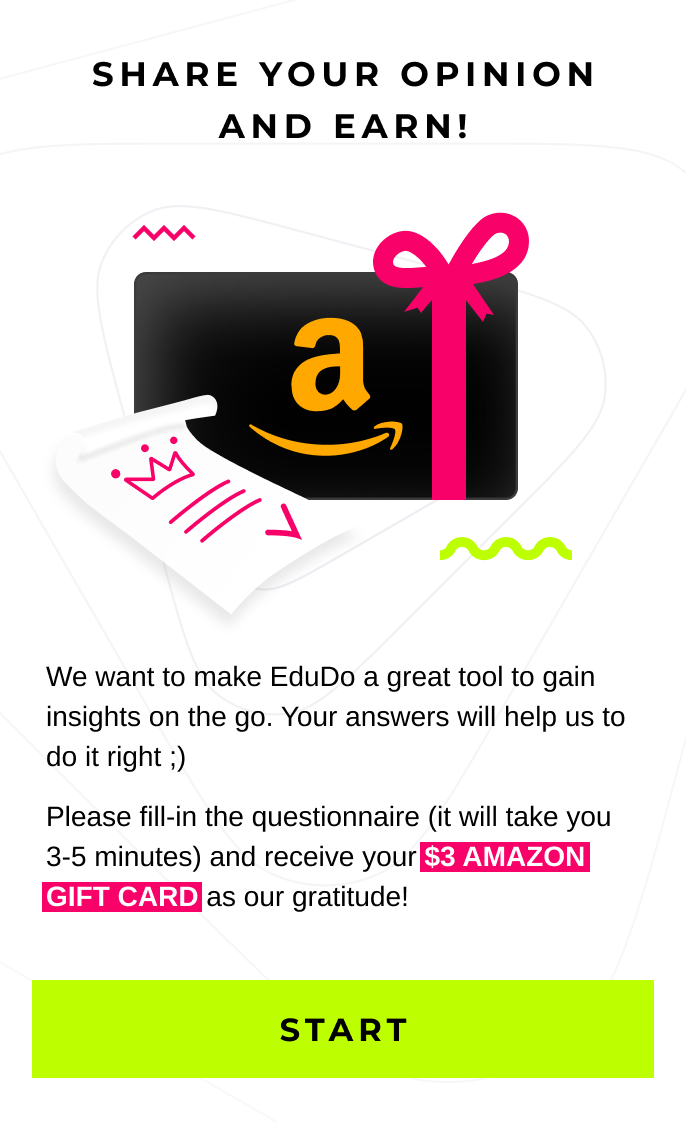 SHARE YOUR OPINION
AND EARN!
a
We want to make EduDo a great tool to gain
insights on the go. Your answers will help us to
do it right ;)
Please fill-in the questionnaire (it will take you
3-5 minutes) and receive your $3 AMAZON
GIFT CARD as our gratitude!
START